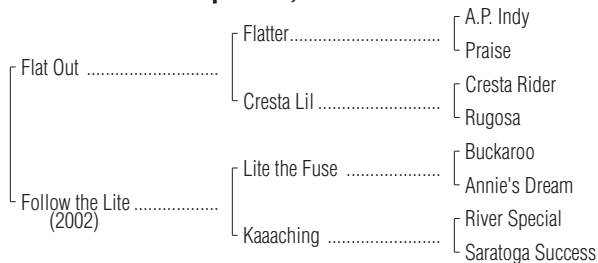 A.P. Indy
Flatter
Praise
Flat Out
Cresta Rider
Cresta Lil
Rugosa
Buckaroo
Lite the Fuse
Annie's Dream
Follow the Lite
(2002)
River Special
Kaaaching
Saratoga Success